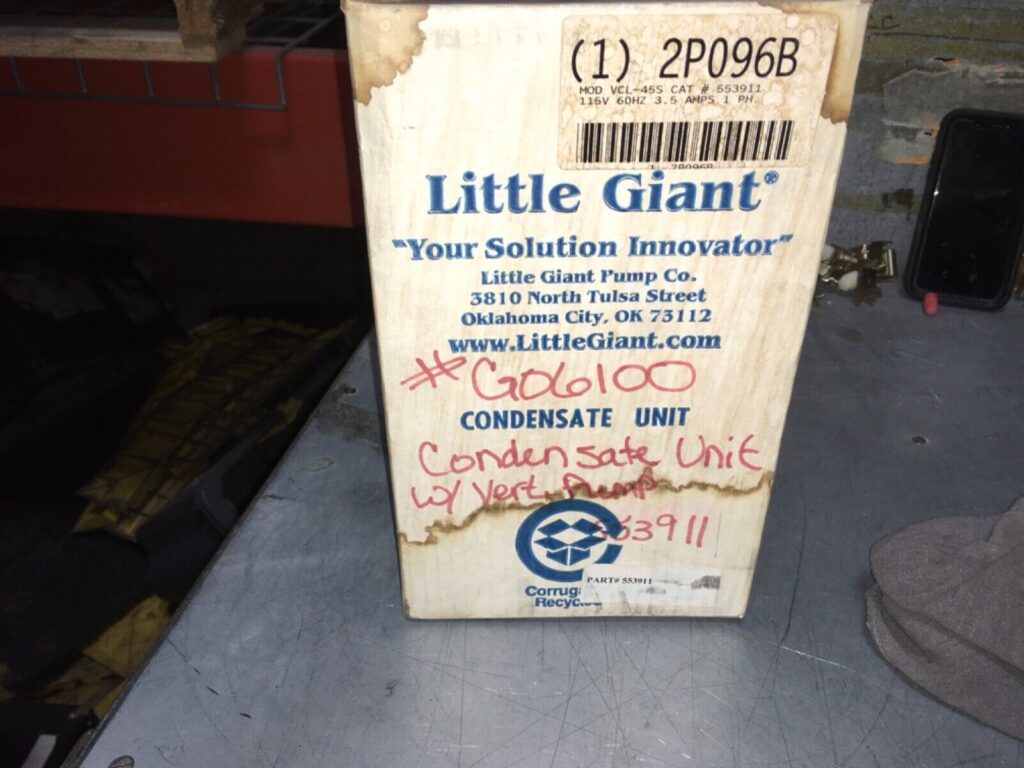 (1) 2P096B
MOD VCL-45S CAT # 553911
115V 60HZ 3.5 AMPS 1 PH.
1 2P096B
Little Giant®
"Your Solution Innovator"
Little Giant Pump Co.
3810 North Tulsa Street
Oklahoma City, OK 73112
www.LittleGiant.com
# G06100
CONDENSATE UNIT
Condensate Unit
w/ Vert. Pump
553911
PART# 553911